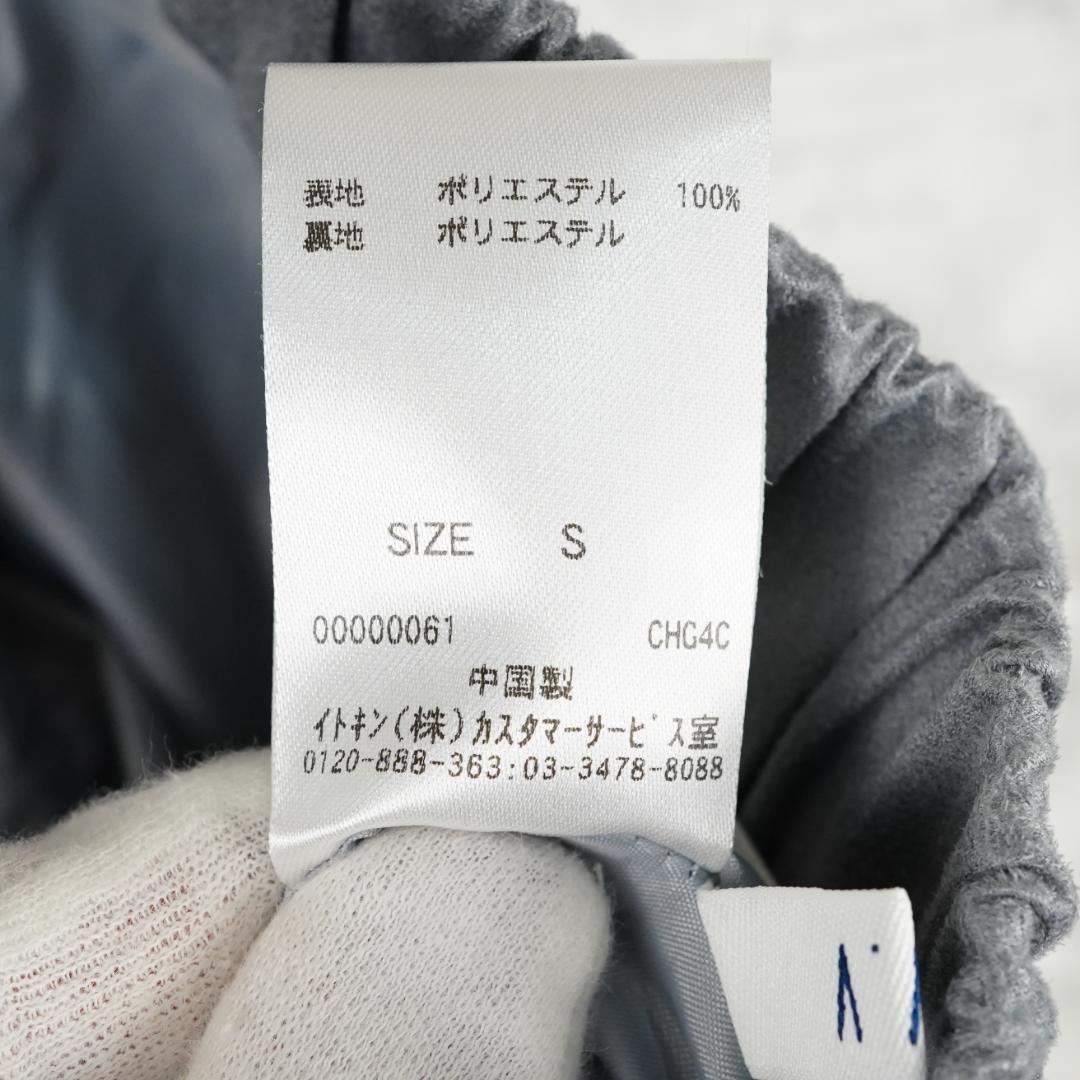 表地 ポリエステル 100%
裏地 ポリエステル
SIZE S
00000061 CHG4C
中国製
イトキン(株)カスタマーサービス室
0120-888-363:03-3478-8088